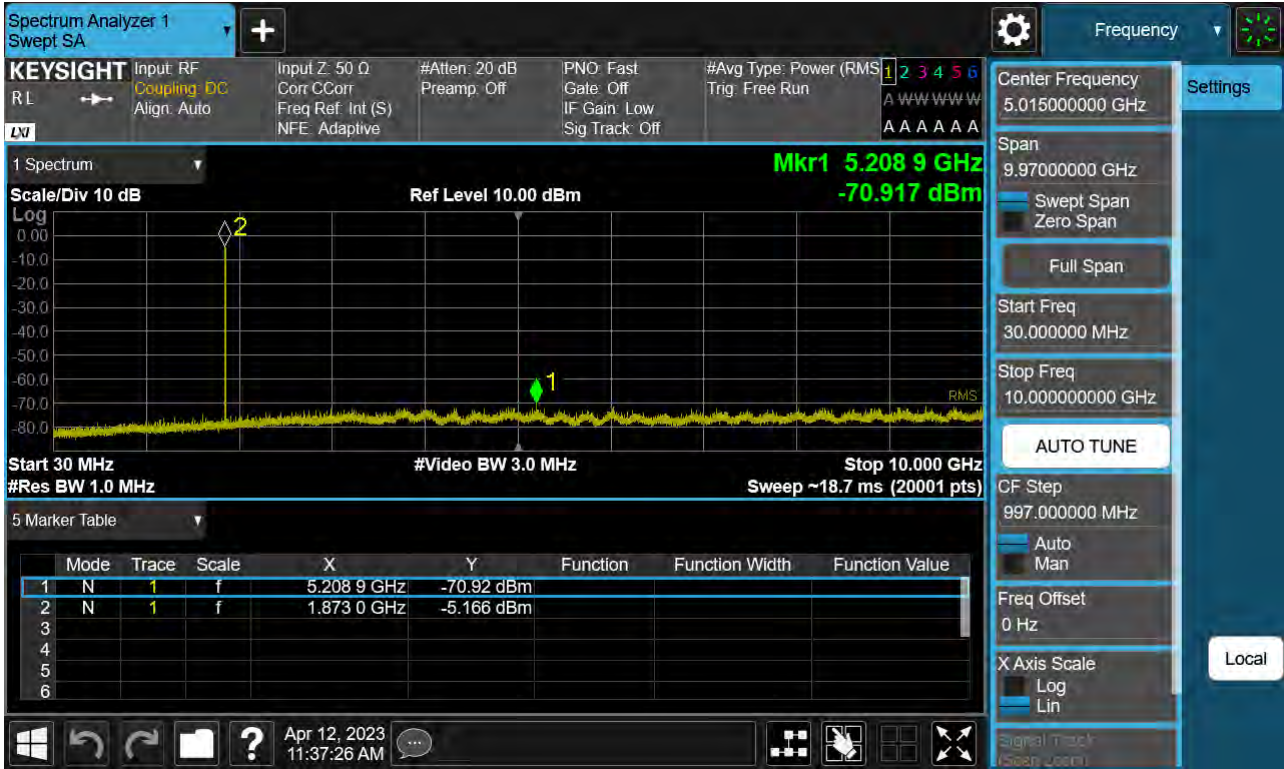 Spectrum Analyzer 1
Swept SA
+
Frequency
KEYSIGHT
RL
LXI
Input: RF
Coupling: DC
Align: Auto
Input Z: 50 Ω
Corr CCorr
Freq Ref: Int (S)
NFE: Adaptive
#Atten: 20 dB
Preamp: Off
PNO: Fast
Gate: Off
IF Gain: Low
Sig Track: Off
#Avg Type: Power (RMS
Trig: Free Run
1 2 3 4 5 6
A W W W W W
A A A A A A
1 Spectrum
Scale/Div 10 dB
Ref Level 10.00 dBm
Mkr1 5.208 9 GHz
-70.917 dBm
Log
0.00
-10.0
-20.0
-30.0
-40.0
-50.0
-60.0
-70.0
-80.0
2
1
RMS
Start 30 MHz
#Video BW 3.0 MHz
Stop 10.000 GHz
#Res BW 1.0 MHz
Sweep ~18.7 ms (20001 pts)
5 Marker Table
Mode Trace Scale X Y Function Function Width Function Value
1 N 1 f 5.208 9 GHz -70.92 dBm
2 N 1 f 1.873 0 GHz -5.166 dBm
3
4
5
6
Apr 12, 2023
11:37:26 AM
Center Frequency
5.015000000 GHz
Settings
Span
9.97000000 GHz
Swept Span
Zero Span
Full Span
Start Freq
30.000000 MHz
Stop Freq
10.000000000 GHz
AUTO TUNE
CF Step
997.000000 MHz
Auto
Man
Freq Offset
0 Hz
X Axis Scale
Log
Lin
Local
Signal Track
(Span Zoom)